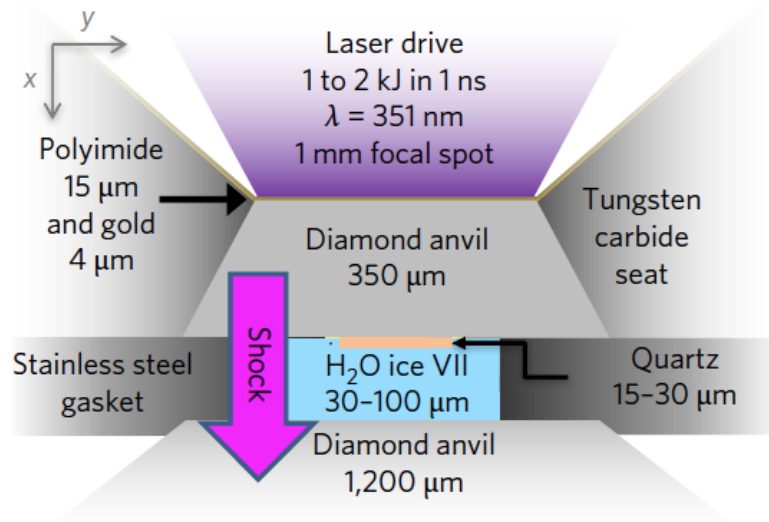 y
x
Laser drive
1 to 2 kJ in 1 ns
λ = 351 nm
1 mm focal spot
Polyimide
15 μm
and gold
4 μm
Tungsten
carbide
seat
Diamond anvil
350 μm
Shock
Stainless steel
gasket
H₂O ice VII
30–100 μm
Quartz
15–30 μm
Diamond anvil
1,200 μm